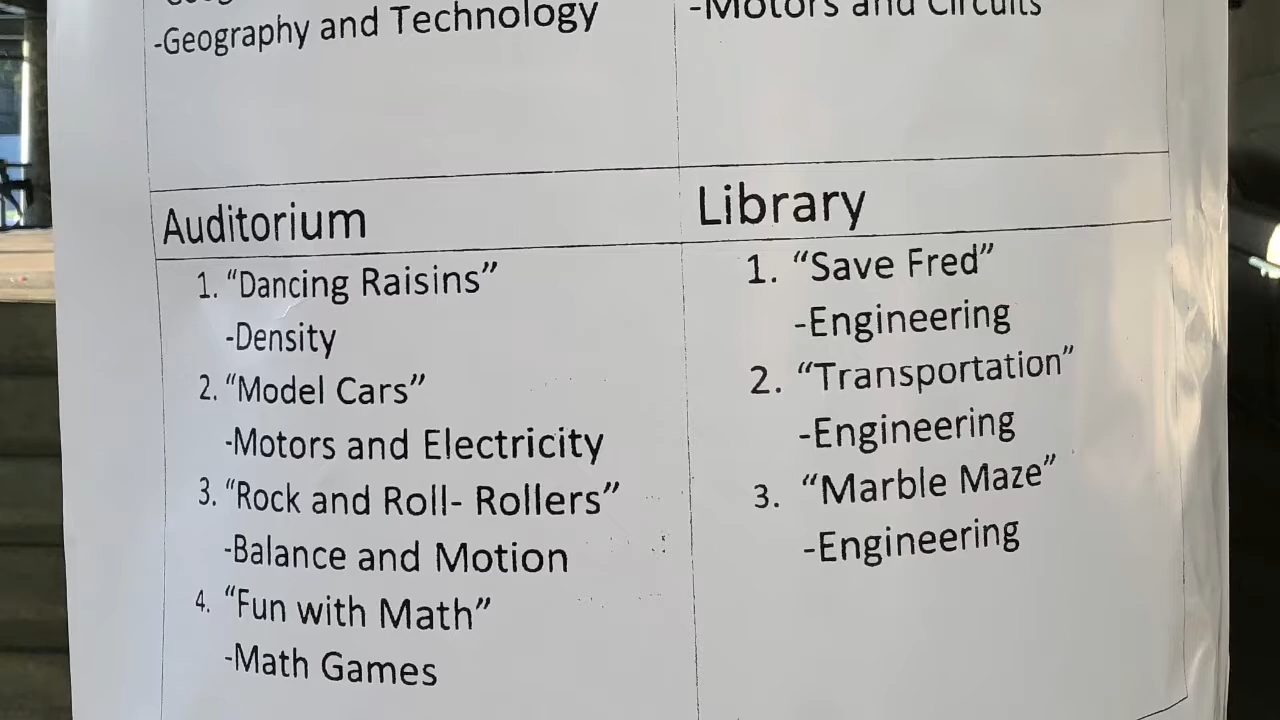 -Geography and Technology
-Motors and Circuits
Auditorium
1. “Dancing Raisins”
-Density
2. “Model Cars”
-Motors and Electricity
3. “Rock and Roll- Rollers”
-Balance and Motion
4. “Fun with Math”
-Math Games
Library
1. “Save Fred”
-Engineering
2. “Transportation”
-Engineering
3. “Marble Maze”
-Engineering